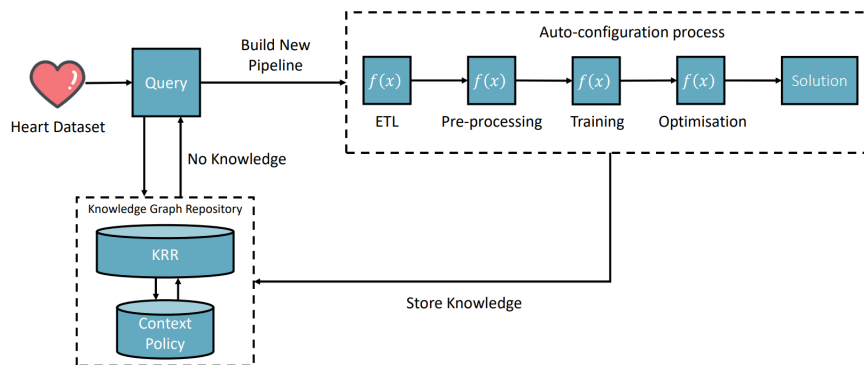 Heart Dataset
Query
Build New
Pipeline
No Knowledge
Auto-configuration process
f(x)
f(x)
f(x)
f(x)
Solution
ETL
Pre-processing
Training
Optimisation
Knowledge Graph Repository
KRR
Context
Policy
Store Knowledge